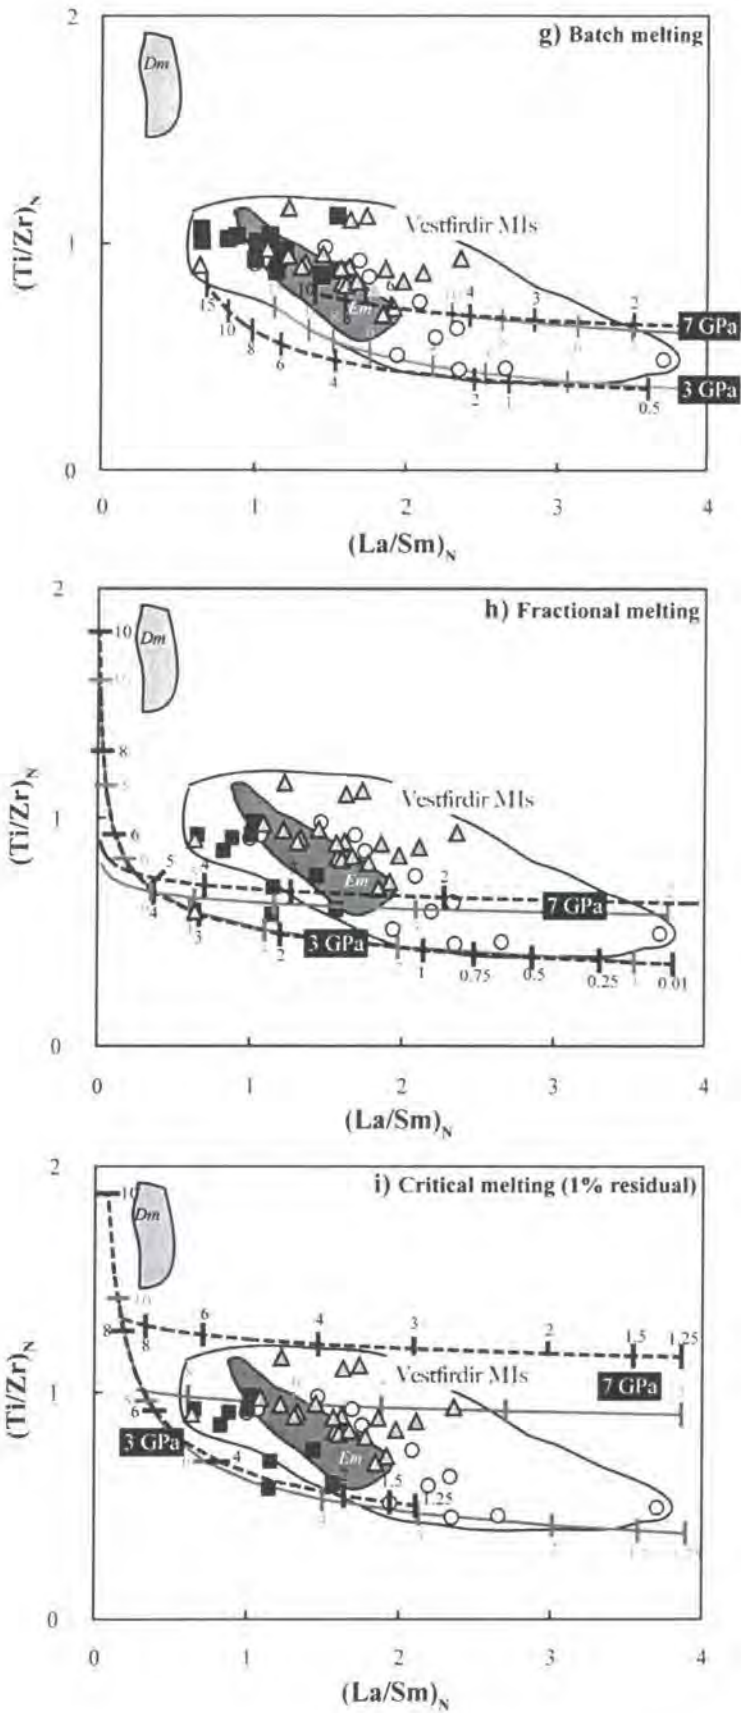 2
g) Batch melting
Dm
(Ti/Zr)N
Vestfirdir MIs
1
10
6
4
3
2
Em
7 GPa
15
10
8
6
4
2
1
0.5
3 GPa
0
0
1
2
3
4
(La/Sm)N
2
h) Fractional melting
10
Dm
8
(Ti/Zr)N
Vestfirdir MIs
1
6
5
4
2
Em
7 GPa
4
3
2
3 GPa
1
0.75
0.5
0.25
0.01
0
0
1
2
3
4
(La/Sm)N
2
i) Critical melting (1% residual)
10
Dm
10
8
8
6
4
3
2
1.5
1.25
(Ti/Zr)N
Vestfirdir MIs
7 GPa
1
6
3 GPa
4
Em
1.5
1.25
0
0
1
2
3
4
(La/Sm)N